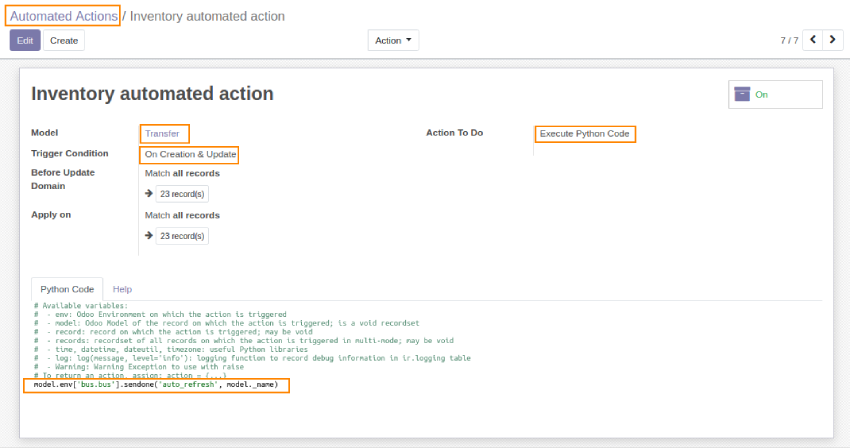 Automated Actions / Inventory automated action
Edit Create Action 7 / 7
Inventory automated action
On
Model Transfer Action To Do Execute Python Code
Trigger Condition On Creation & Update
Before Update Domain Match all records
23 record(s)
Apply on Match all records
23 record(s)
Python Code Help
# Available variables:
#  - env: Odoo Environment on which the action is triggered
#  - model: Odoo Model of the record on which the action is triggered; is a void recordset
#  - record: record on which the action is triggered; may be void
#  - records: recordset of all records on which the action is triggered in multi-mode; may be void
#  - time, datetime, dateutil, timezone: useful Python libraries
#  - log: log(message, level='info'): logging function to record debug information in ir.logging table
#  - Warning: Warning Exception to use with raise
# To return an action, assign: action = {...}
model.env['bus.bus'].sendone('auto_refresh', model._name)